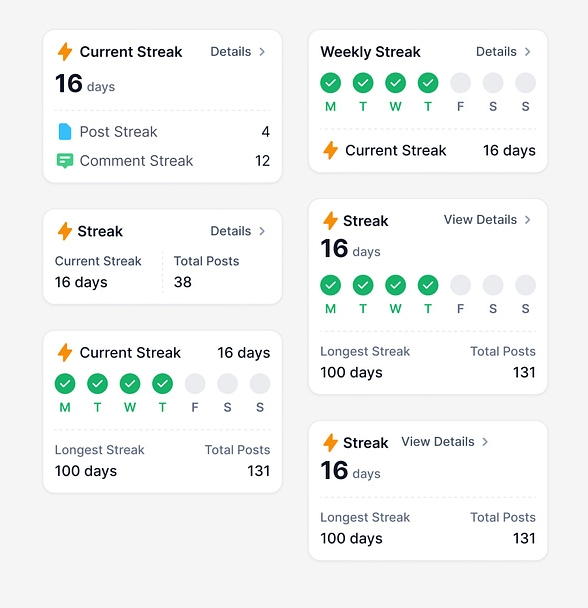 Current Streak Details
16 days
Post Streak 4
Comment Streak 12
Streak Details
Current Streak Total Posts
16 days 38
Current Streak 16 days
M T W T F S S
Longest Streak Total Posts
100 days 131
Weekly Streak Details
M T W T F S S
Current Streak 16 days
Streak View Details
16 days
M T W T F S S
Longest Streak Total Posts
100 days 131
Streak View Details
16 days
Longest Streak Total Posts
100 days 131